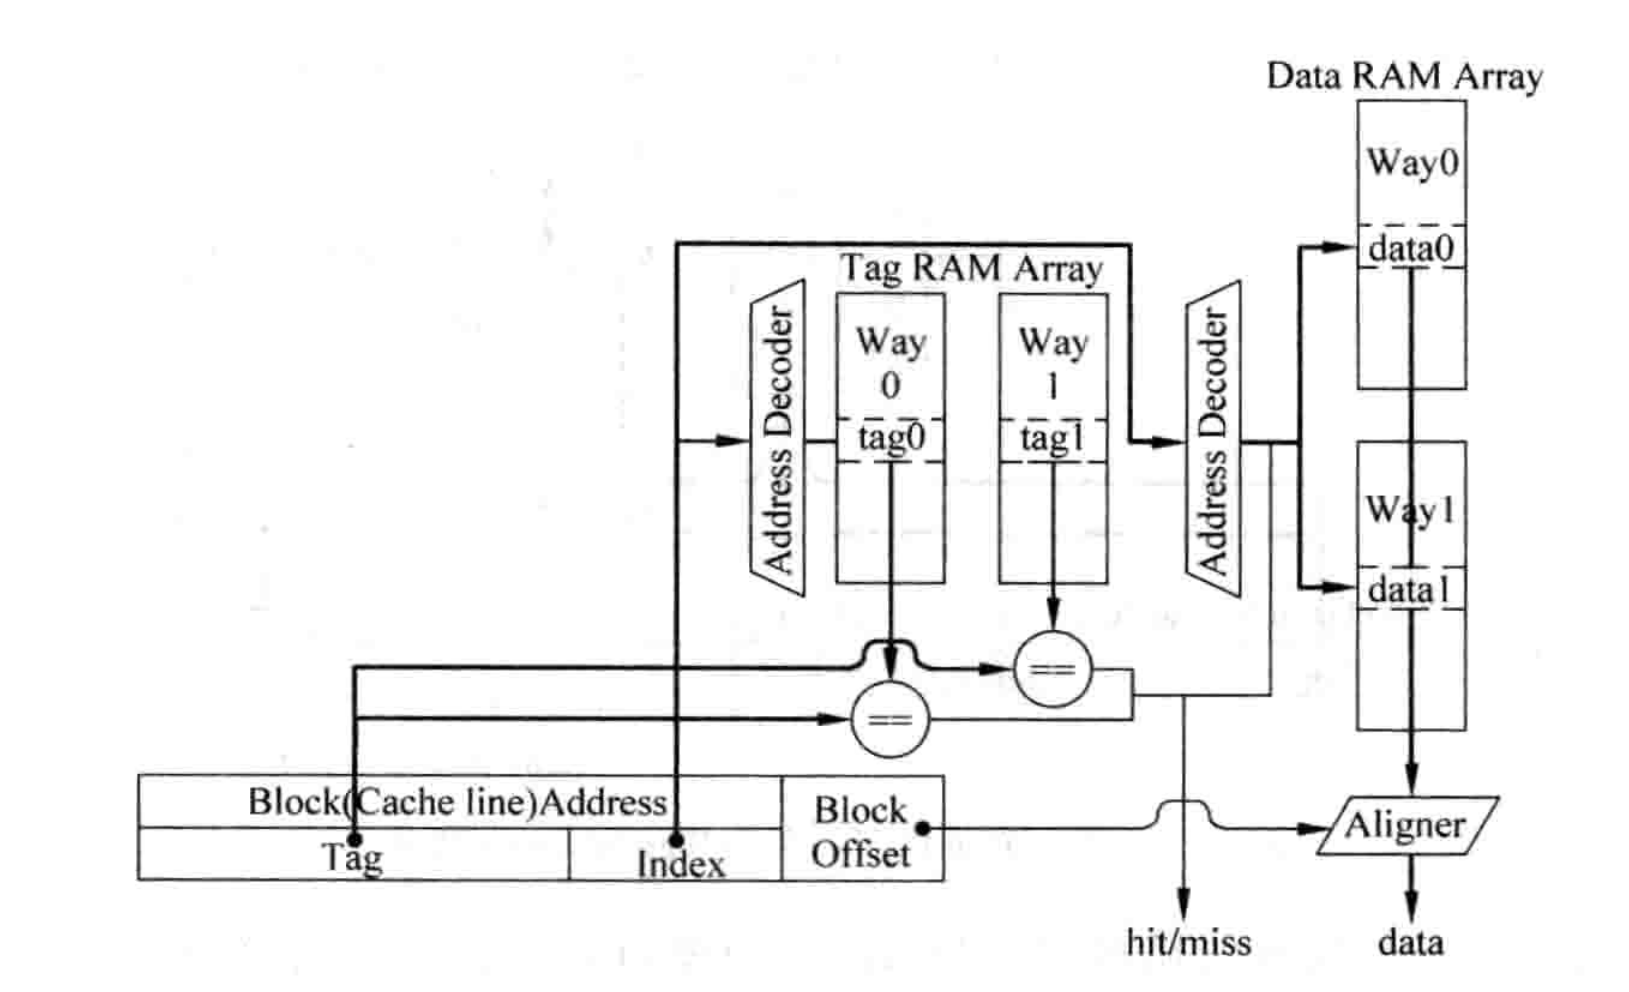 Data RAM Array
Way0
data0
Tag RAM Array
Address Decoder
Way
0
tag0
Way
1
tag1
Address Decoder
Way1
data1
==
==
Block(Cache line)Address
Tag
Index
Block
Offset
Aligner
hit/miss
data